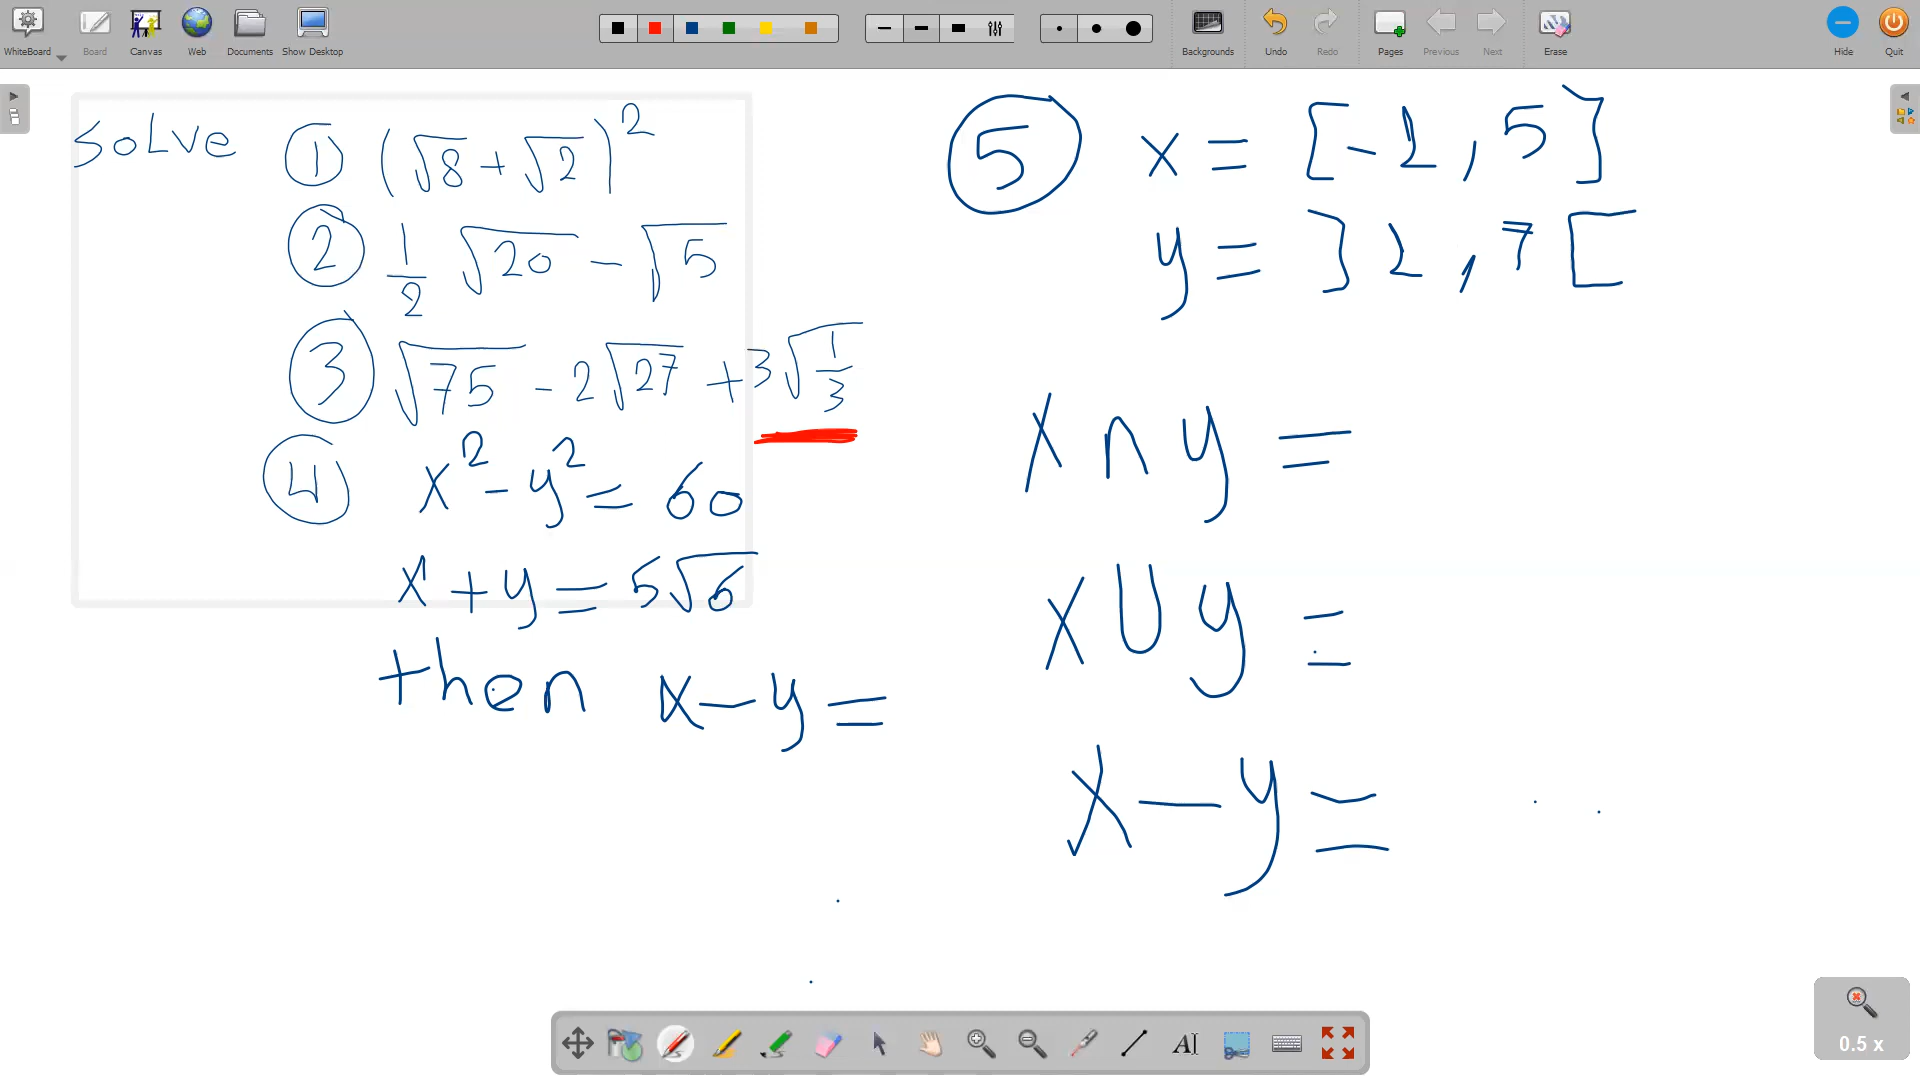 WhiteBoard Board Canvas Web Documents Show Desktop Backgrounds Undo Redo Pages Previous Next Erase Hide Quit
solve ① (√8 + √2)²
② 1/2 √20 - √5
③ √75 - 2√27 + 3√1/3
④ x² - y² = 60
x + y = 5√6
then x - y =
⑤ x = [-1, 5]
y = ]1, 7[
x ∩ y =
x ∪ y =
x - y =
0.5 x